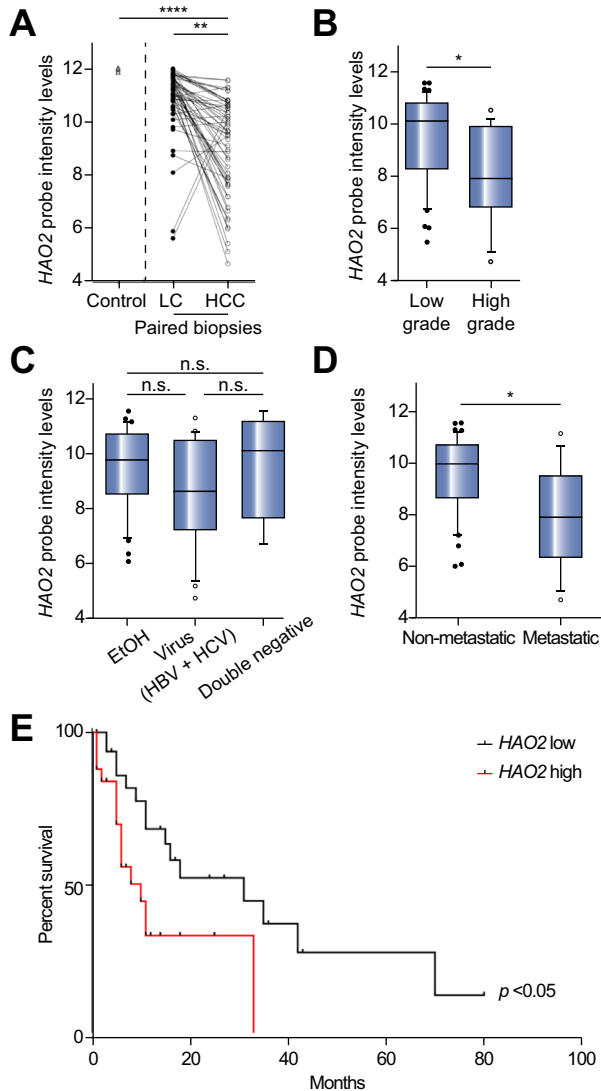 A
****
**
HAO2 probe intensity levels
12
10
8
6
4
Control
LC
HCC
Paired biopsies
B
*
HAO2 probe intensity levels
12
10
8
6
4
Low
grade
High
grade
C
n.s.
n.s.
n.s.
HAO2 probe intensity levels
12
10
8
6
4
EtOH
Virus
(HBV + HCV)
Double negative
D
*
HAO2 probe intensity levels
12
10
8
6
4
Non-metastatic
Metastatic
E
Percent survival
100
50
0
HAO2 low
HAO2 high
p <0.05
0
20
40
60
80
100
Months